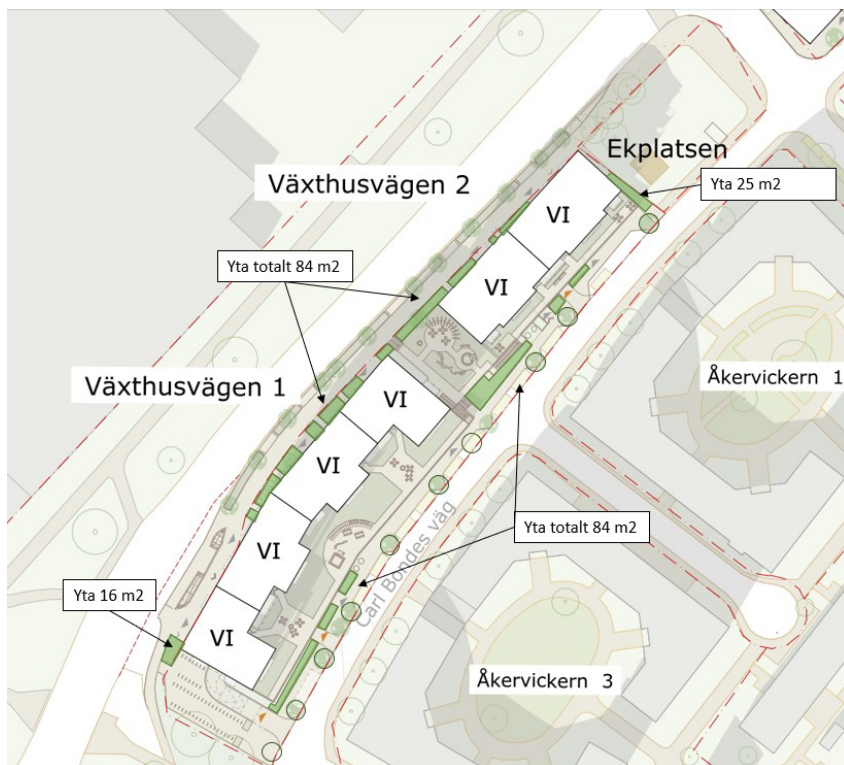 Ekplatsen
Yta 25 m2
Växthusvägen 2
VI
Yta totalt 84 m2
VI
Växthusvägen 1
Åkervickern 1
VI
VI
Yta totalt 84 m2
VI
Carl Bondes väg
Yta 16 m2
VI
Åkervickern 3